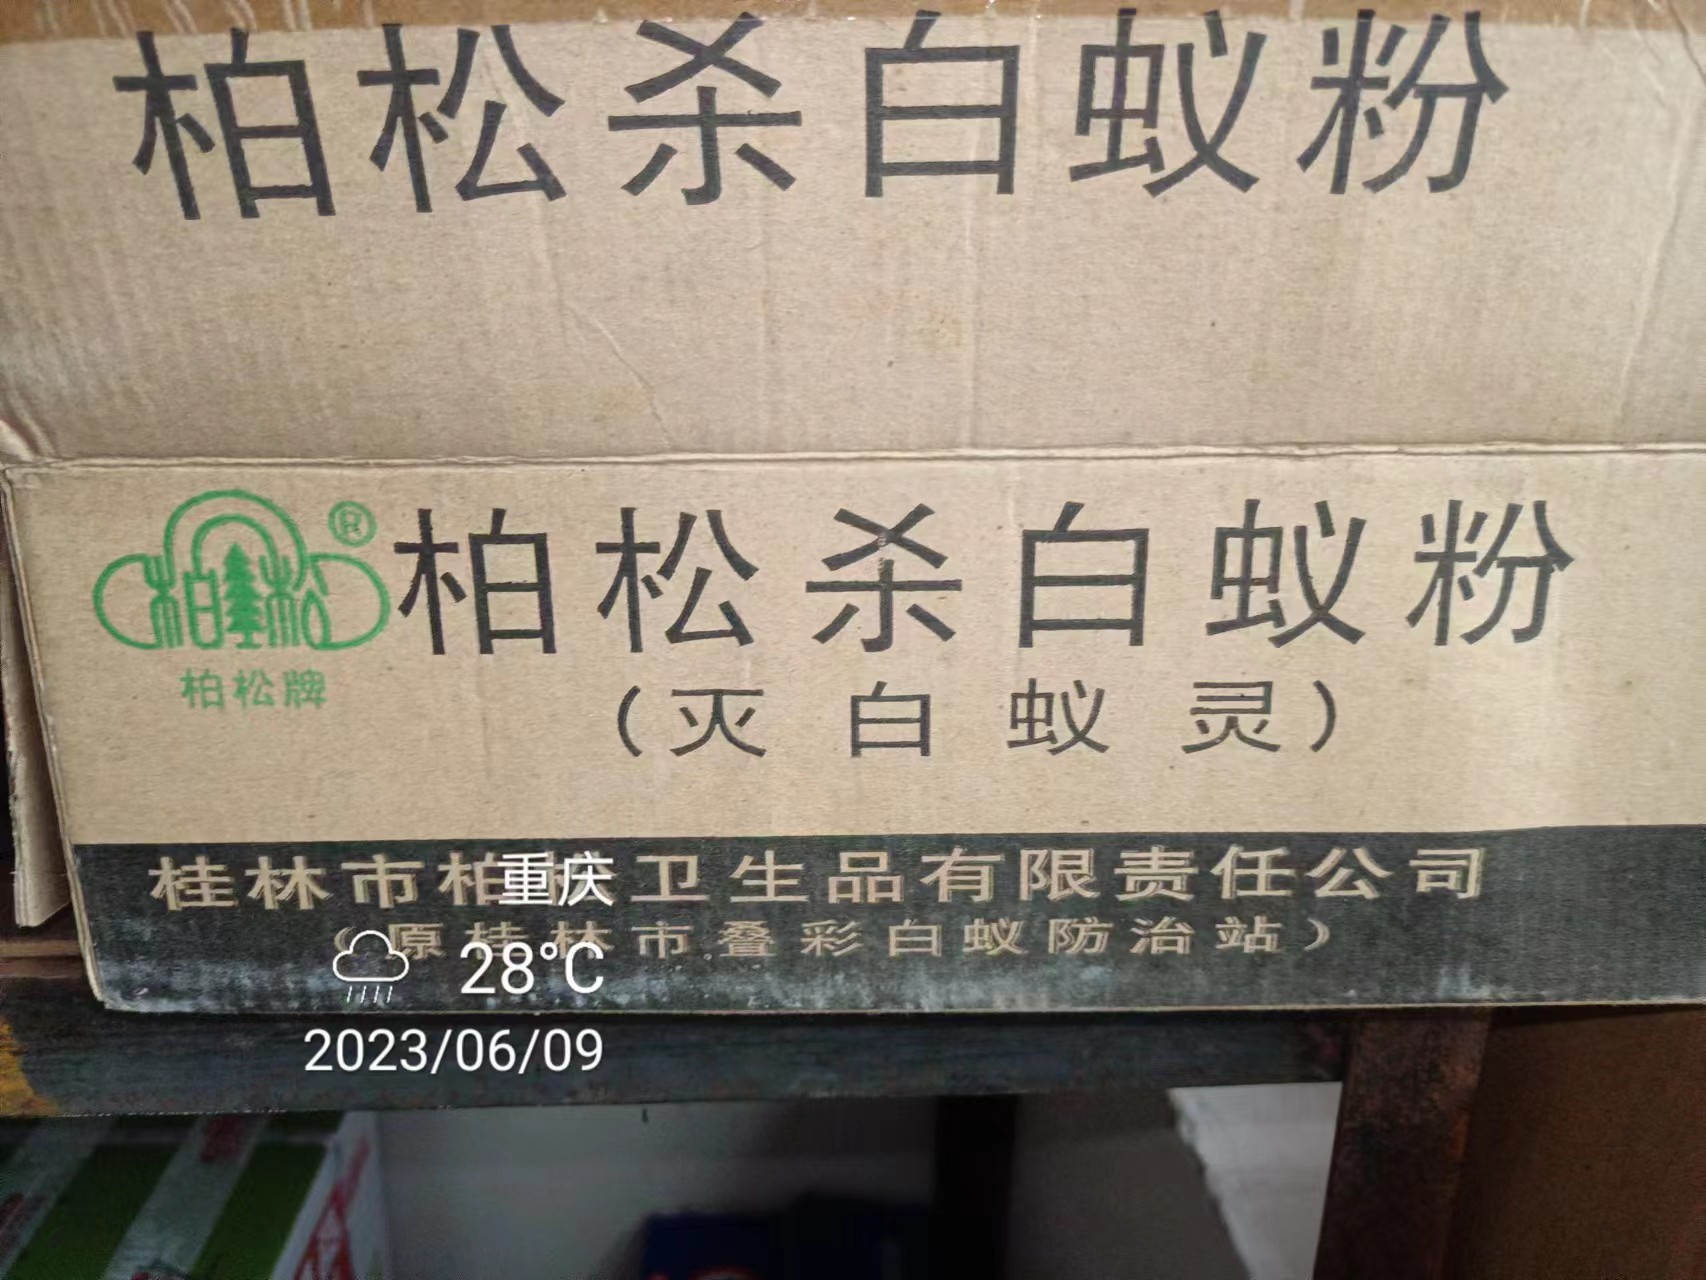 柏松杀白蚁粉
®
柏松
柏松牌
柏松杀白蚁粉
(灭白蚁灵)
桂林市柏 卫生品有限责任公司
(原桂林市叠彩白蚁防治站)
重庆
28°C
2023/06/09